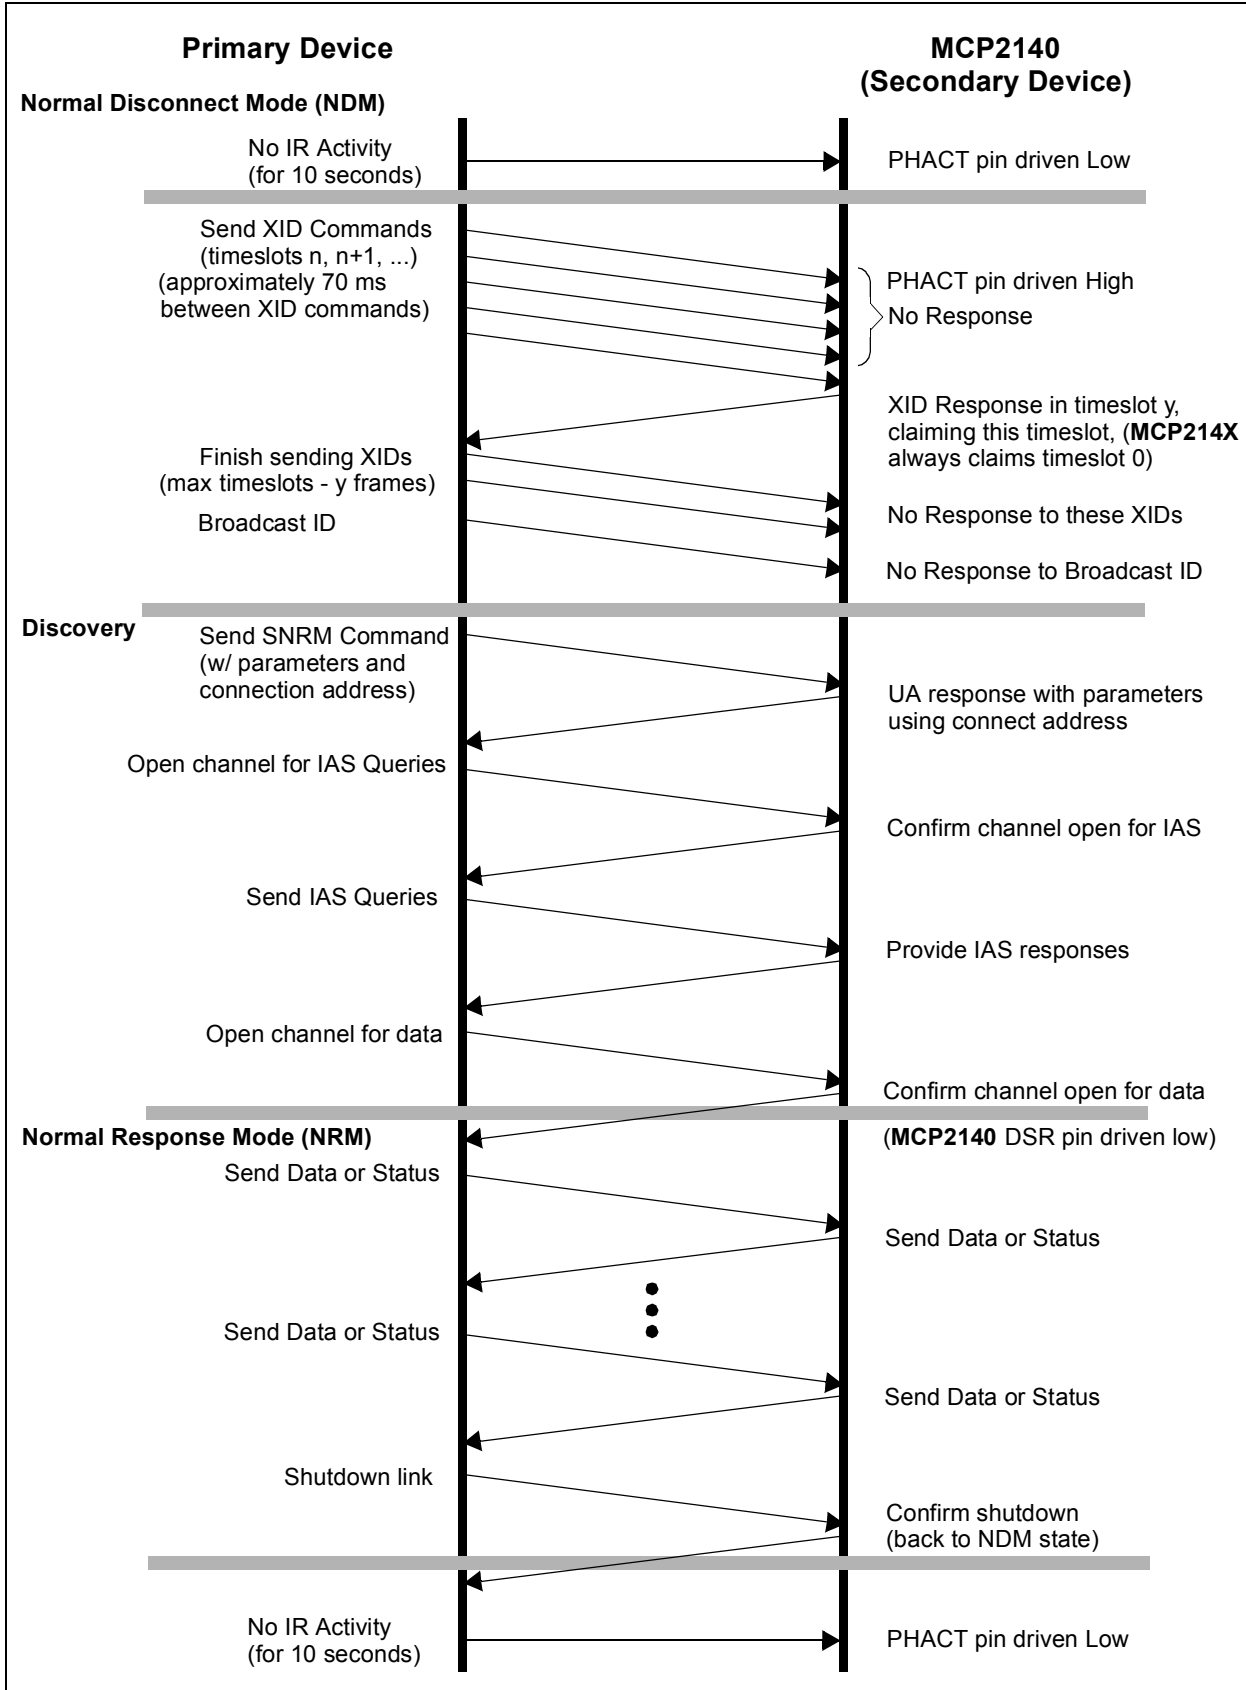 Primary Device
MCP2140
(Secondary Device)
Normal Disconnect Mode (NDM)
No IR Activity
(for 10 seconds)
PHACT pin driven Low
Send XID Commands
(timeslots n, n+1, ...)
(approximately 70 ms
between XID commands)
PHACT pin driven High
No Response
XID Response in timeslot y,
claiming this timeslot, (MCP214X
always claims timeslot 0)
Finish sending XIDs
(max timeslots - y frames)
Broadcast ID
No Response to these XIDs
No Response to Broadcast ID
Discovery
Send SNRM Command
(w/ parameters and
connection address)
UA response with parameters
using connect address
Open channel for IAS Queries
Confirm channel open for IAS
Send IAS Queries
Provide IAS responses
Open channel for data
Confirm channel open for data
Normal Response Mode (NRM)
(MCP2140 DSR pin driven low)
Send Data or Status
Send Data or Status
Send Data or Status
Send Data or Status
Shutdown link
Confirm shutdown
(back to NDM state)
No IR Activity
(for 10 seconds)
PHACT pin driven Low